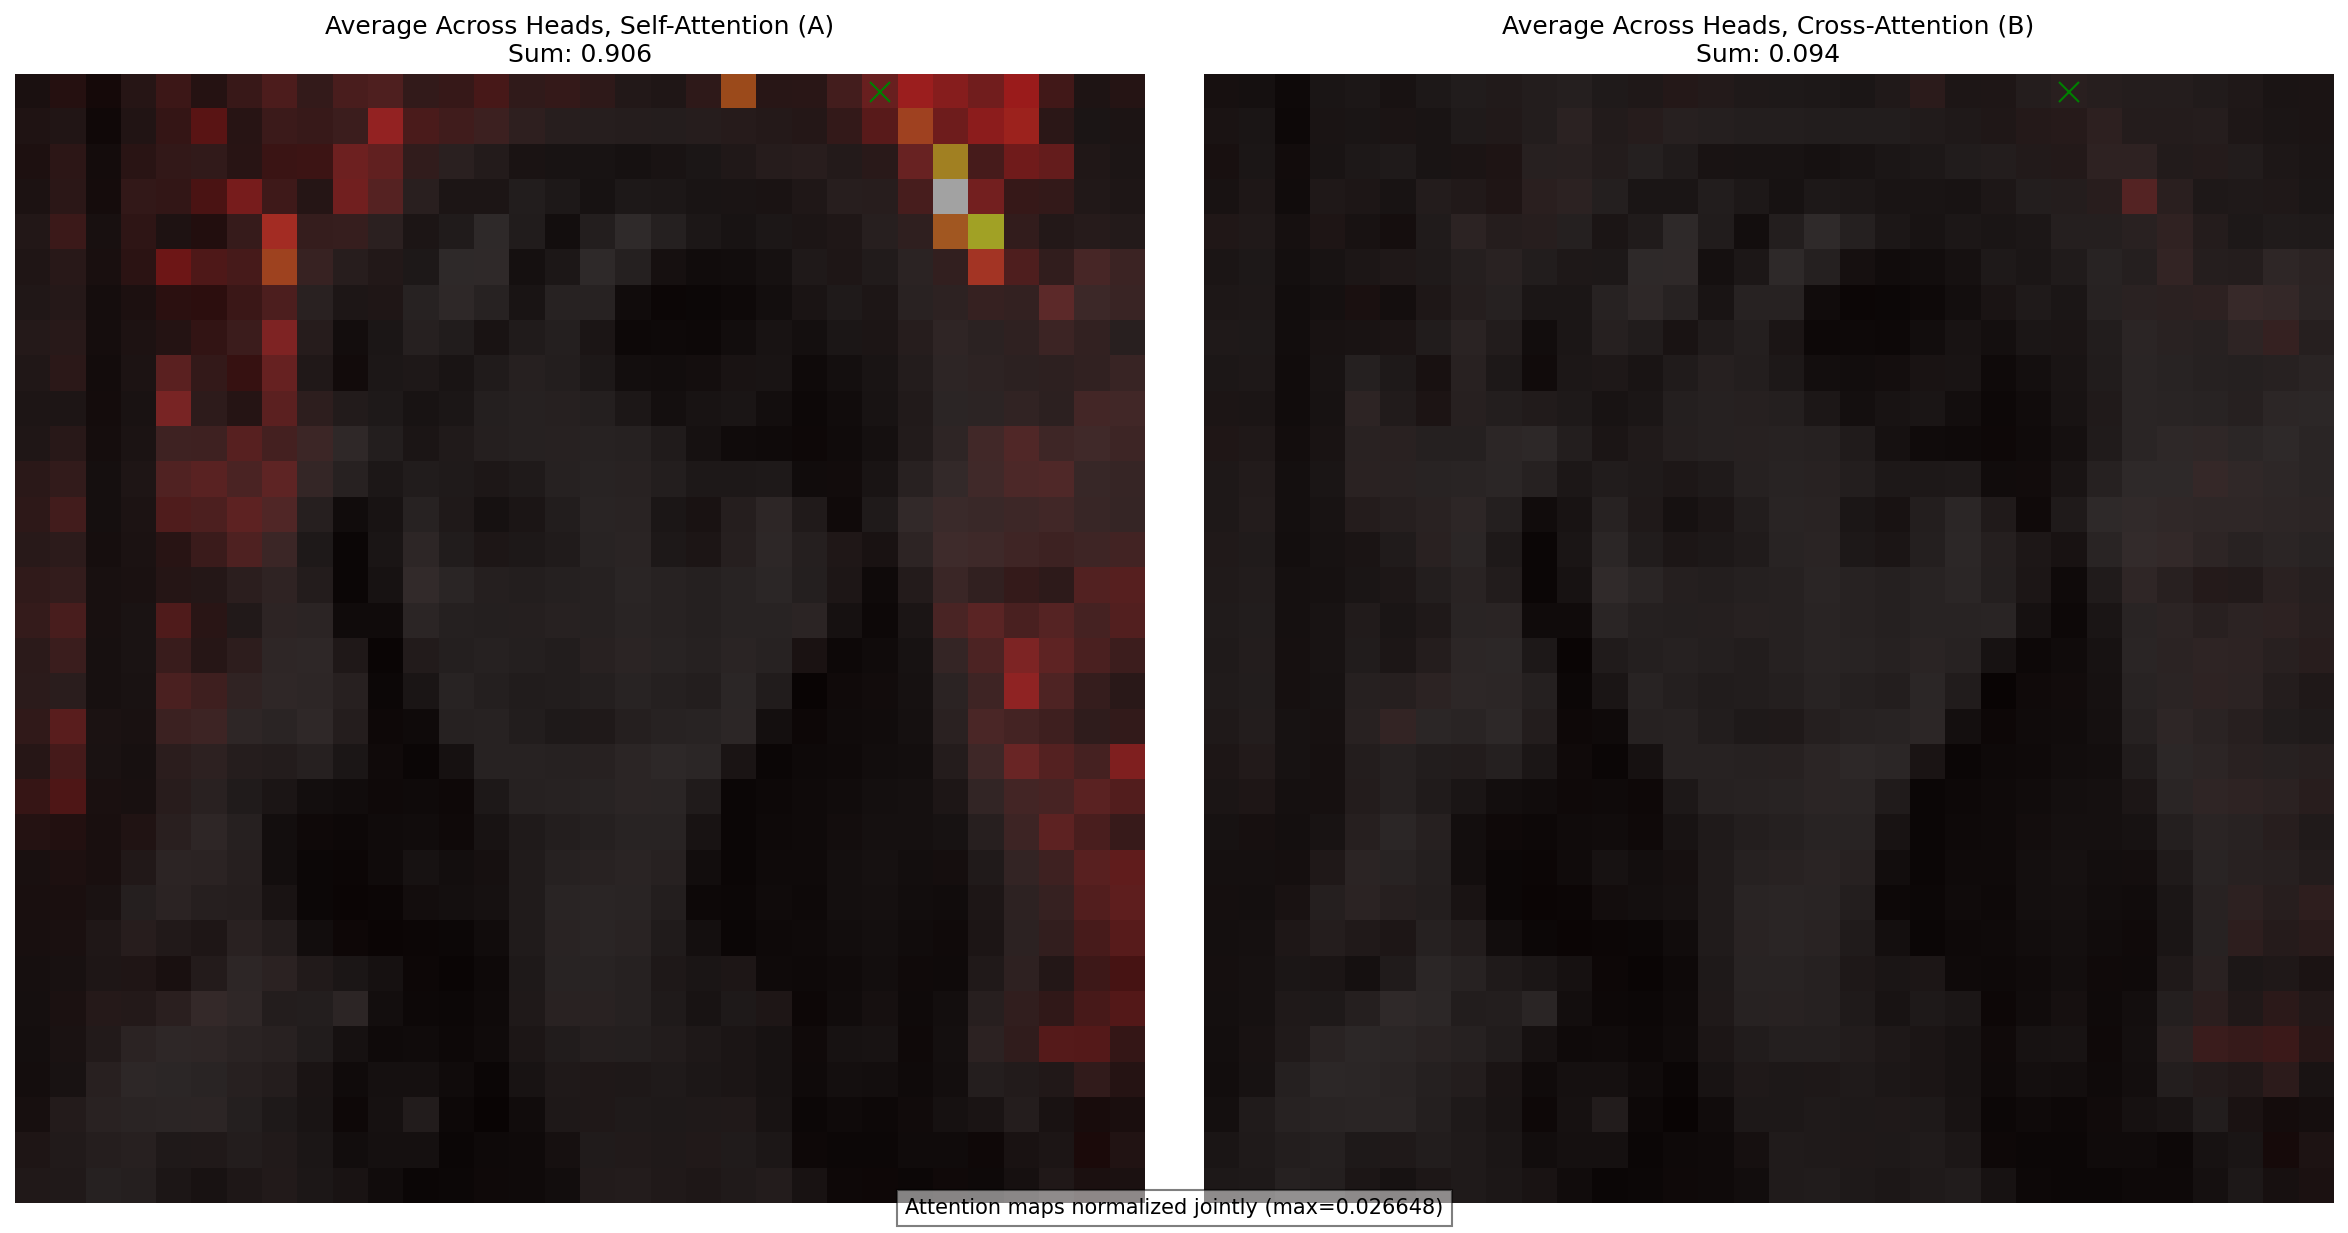 Average Across Heads, Self-Attention (A)
Sum: 0.906
Average Across Heads, Cross-Attention (B)
Sum: 0.094
Attention maps normalized jointly (max=0.026648)